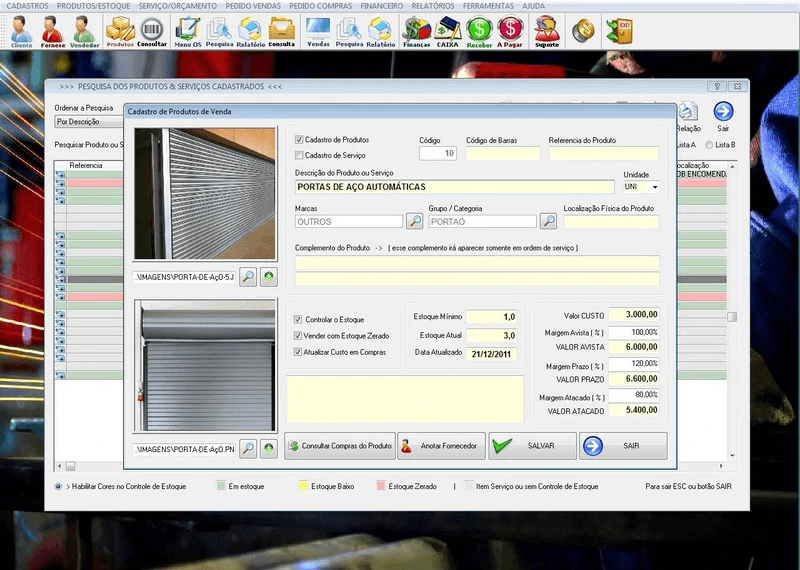 CADASTROS PRODUTOS/ESTOQUE SERVIÇO/ORÇAMENTO PEDIDO VENDAS PEDIDO COMPRAS FINANCEIRO RELATÓRIOS FERRAMENTAS AJUDA
Cliente Fornece Vendedor Produtos Consultar Menu OS Pesquisa Relatório Consulta Vendas Pesquisa Relatório Finanças CAIXA Receber A Pagar Suporte EXIT
>>> PESQUISA DOS PRODUTOS & SERVIÇOS CADASTRADOS <<<
Ordenar a Pesquisa
Por Descrição
Relação Sair
Pesquisar Produto ou S
Lista A Lista B
Referencia
ocalização
OB ENCOMENDA
Cadastro de Produtos de Venda
Cadastro de Produtos
Cadastro de Serviço
Código Código de Barras Referencia do Produto
10
Descrição do Produto ou Serviço Unidade
PORTAS DE AÇO AUTOMÁTICAS UNI
Marcas Grupo / Categoria Localização Física do Produto
OUTROS PORTAO
Complemento do Produto -> ( esse complemento irá aparecer somente em ordem de serviço )
.\IMAGENS\PORTA-DE-AçO-5.J
Controlar o Estoque
Vender com Estoque Zerado
Atualizar Custo em Compras
Estoque Mínimo 1,0
Estoque Atual 3,0
Data Atualizado 21/12/2011
Valor CUSTO 3.000,00
Margem Avista ( % ) 100,00%
VALOR AVISTA 6.000,00
Margem Prazo ( % ) 120,00%
VALOR PRAZO 6.600,00
Margem Atacado ( % ) 80,00%
VALOR ATACADO 5.400,00
.\IMAGENS\PORTA-DE-AçO.PN
Consultar Compras do Produto Anotar Fornecedor SALVAR SAIR
> Habilitar Cores no Controle de Estoque Em estoque Estoque Baixo Estoque Zerado | Item Serviço ou sem Controle de Estoque Para sair ESC ou botão SAIR